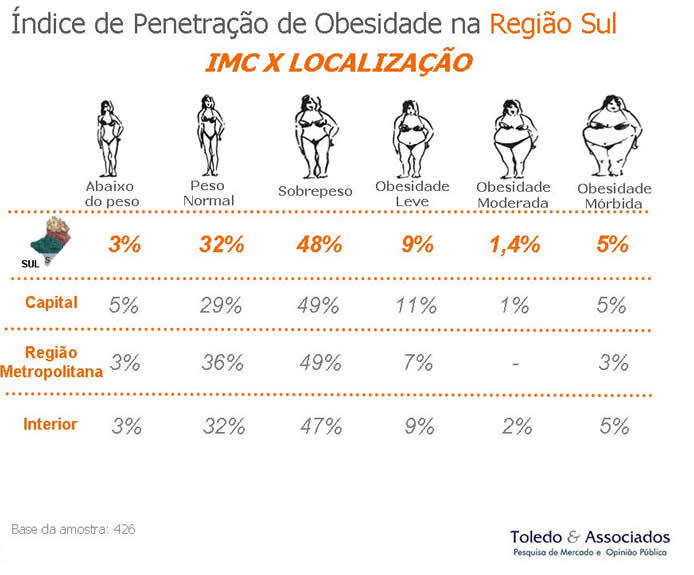 Índice de Penetração de Obesidade na Região Sul
IMC X LOCALIZAÇÃO
Abaixo do peso
Peso Normal
Sobrepeso
Obesidade Leve
Obesidade Moderada
Obesidade Mórbida
SUL 3% 32% 48% 9% 1,4% 5%
Capital 5% 29% 49% 11% 1% 5%
Região Metropolitana 3% 36% 49% 7% - 3%
Interior 3% 32% 47% 9% 2% 5%
Base da amostra: 426
Toledo & Associados
Pesquisa de Mercado e Opinião Pública